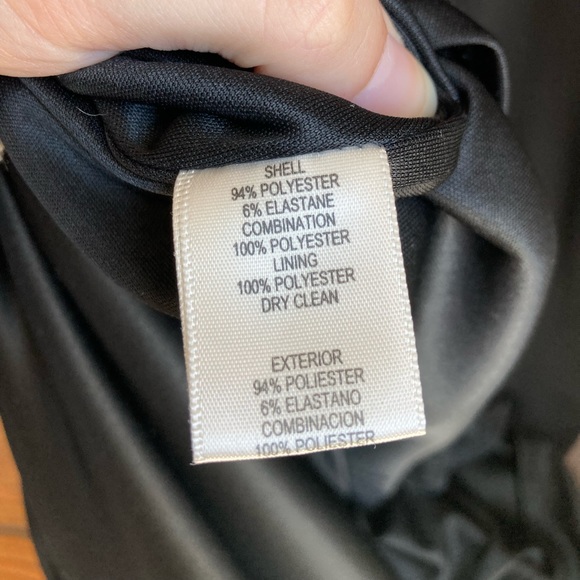 SHELL
94% POLYESTER
6% ELASTANE
COMBINATION
100% POLYESTER
LINING
100% POLYESTER
DRY CLEAN
EXTERIOR
94% POLIESTER
6% ELASTANO
COMBINACION
100% POLIESTER